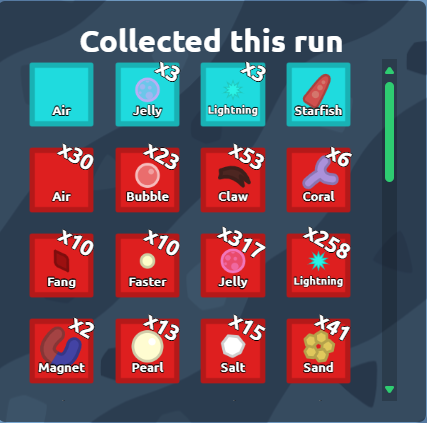 Collected this run
x3 x3
Air Jelly Lightning Starfish
x30 x23 x53 x6
Air Bubble Claw Coral
x10 x10 x317 x258
Fang Faster Jelly Lightning
x2 x13 x15 x41
Magnet Pearl Salt Sand